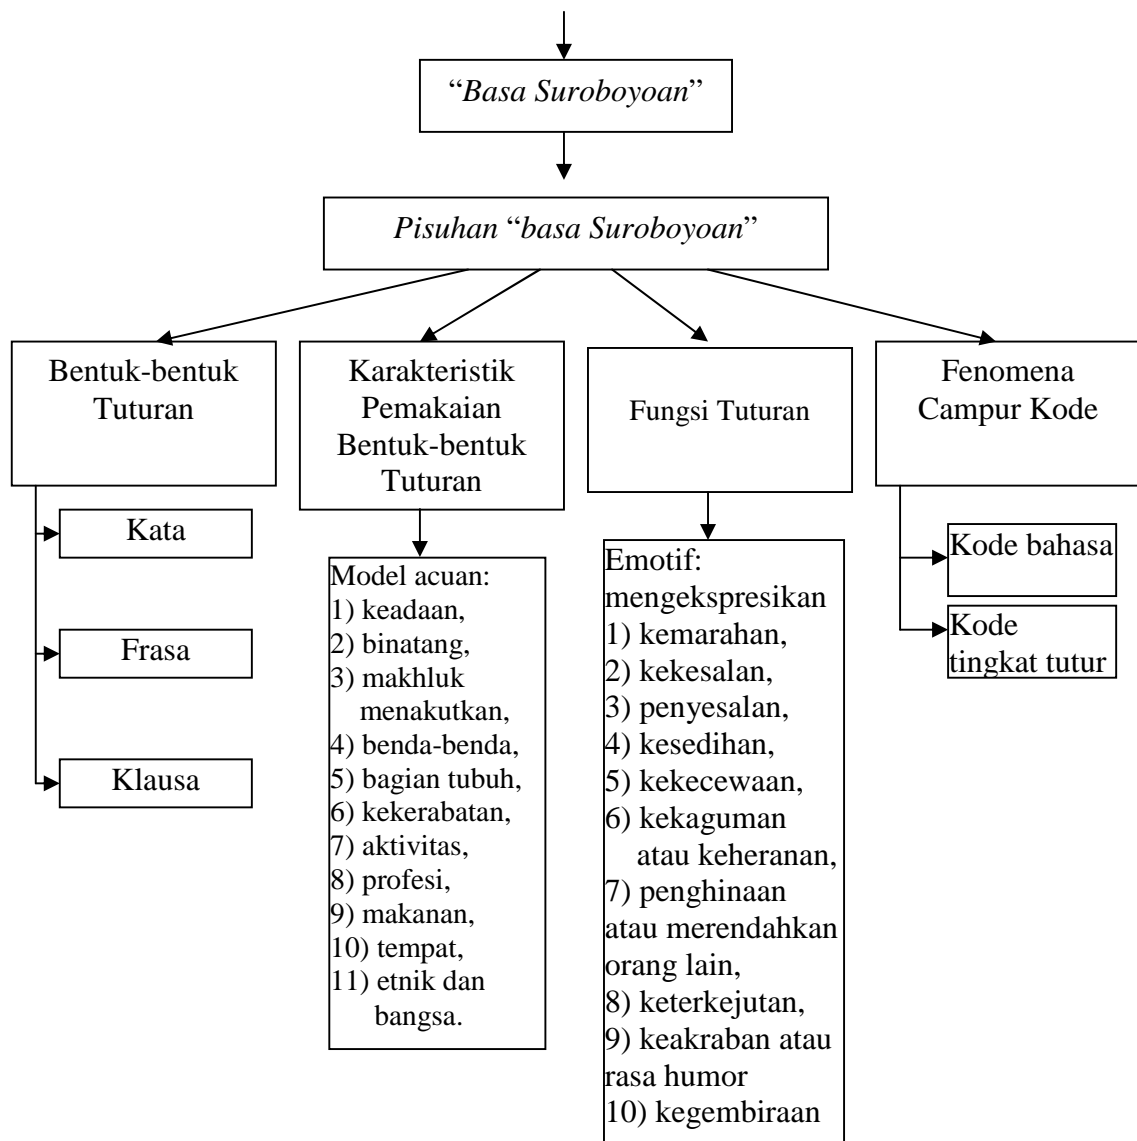 “Basa Suroboyoan”
Pisuhan “basa Suroboyoan”
Bentuk-bentuk
Tuturan
Kata
Frasa
Klausa
Karakteristik
Pemakaian
Bentuk-bentuk
Tuturan
Model acuan:
1) keadaan,
2) binatang,
3) makhluk
menakutkan,
4) benda-benda,
5) bagian tubuh,
6) kekerabatan,
7) aktivitas,
8) profesi,
9) makanan,
10) tempat,
11) etnik dan
bangsa.
Fungsi Tuturan
Emotif:
mengekspresikan
1) kemarahan,
2) kekesalan,
3) penyesalan,
4) kesedihan,
5) kekecewaan,
6) kekaguman
atau keheranan,
7) penghinaan
atau merendahkan
orang lain,
8) keterkejutan,
9) keakraban atau
rasa humor
10) kegembiraan
Fenomena
Campur Kode
Kode bahasa
Kode
tingkat tutur